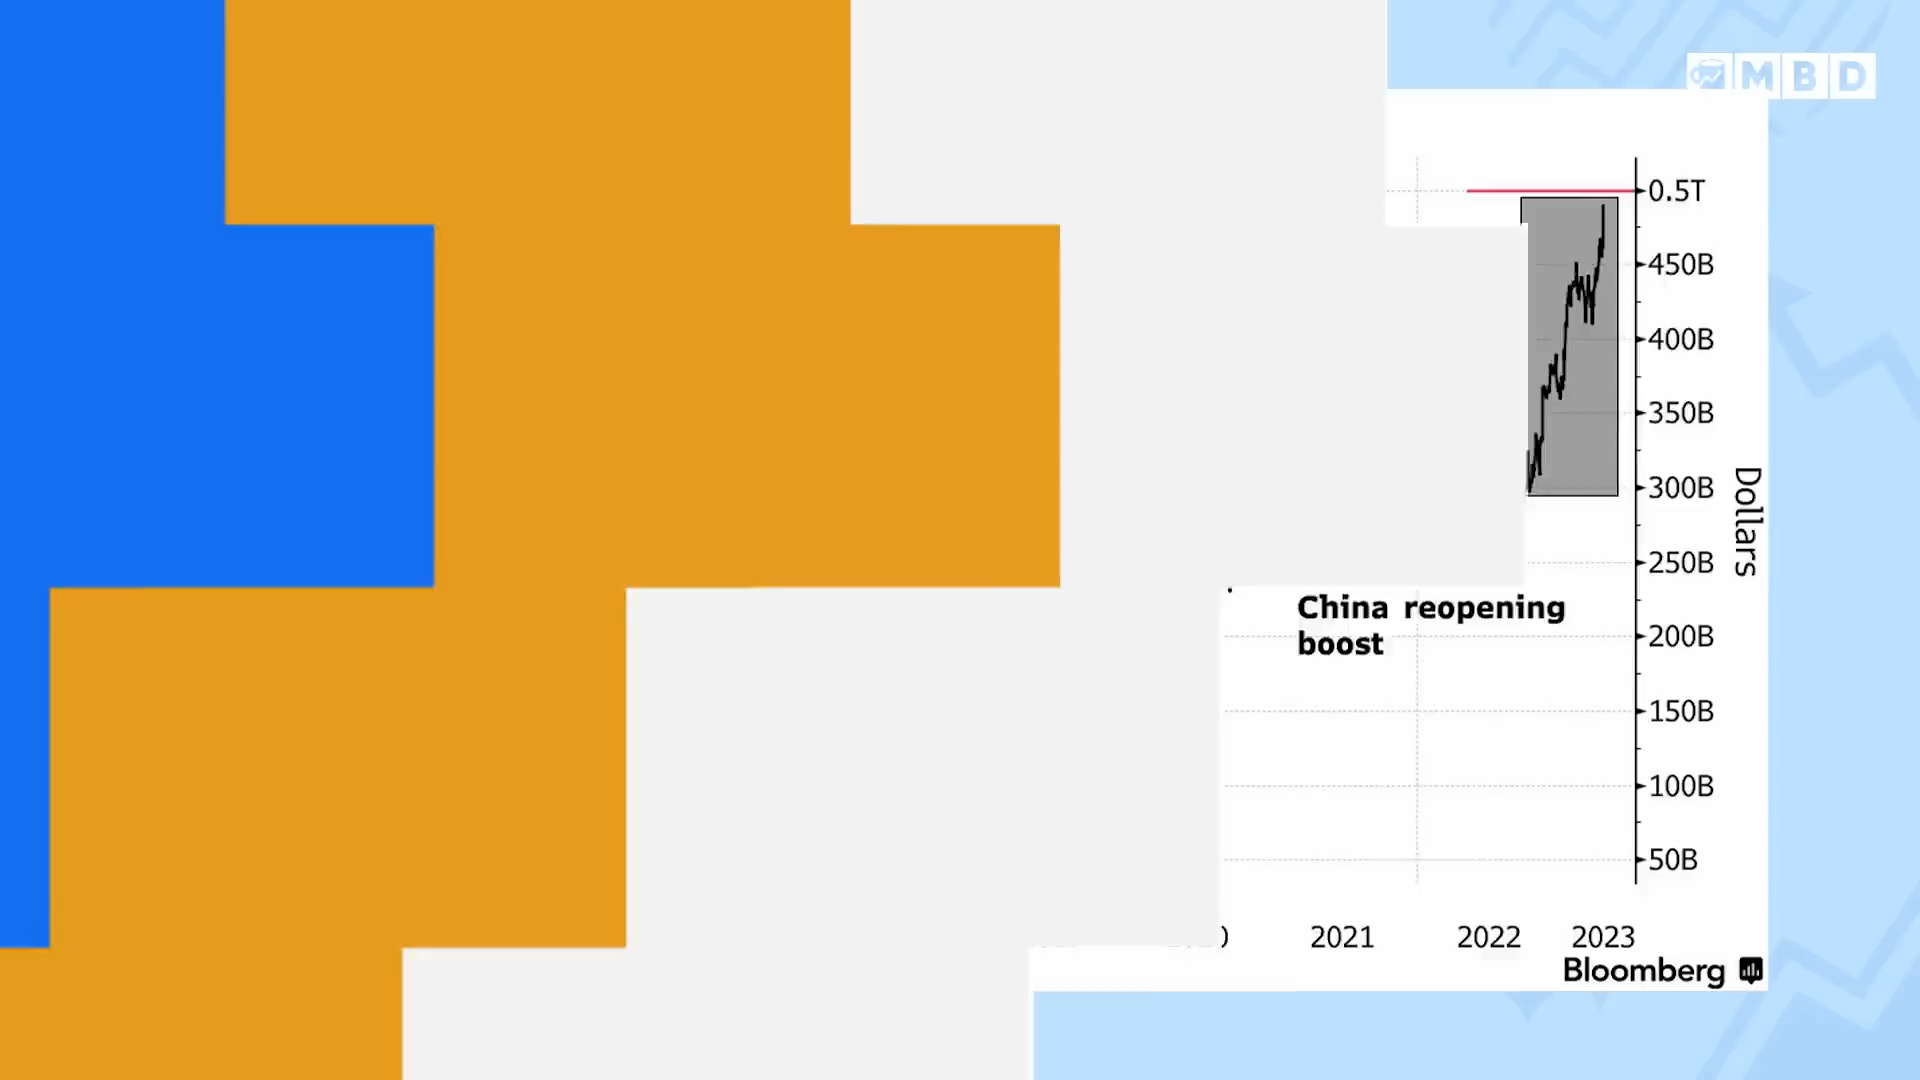 MBD
0.5T
450B
400B
350B
300B
250B
200B
150B
100B
50B
Dollars
China reopening
boost
2021 2022 2023
Bloomberg